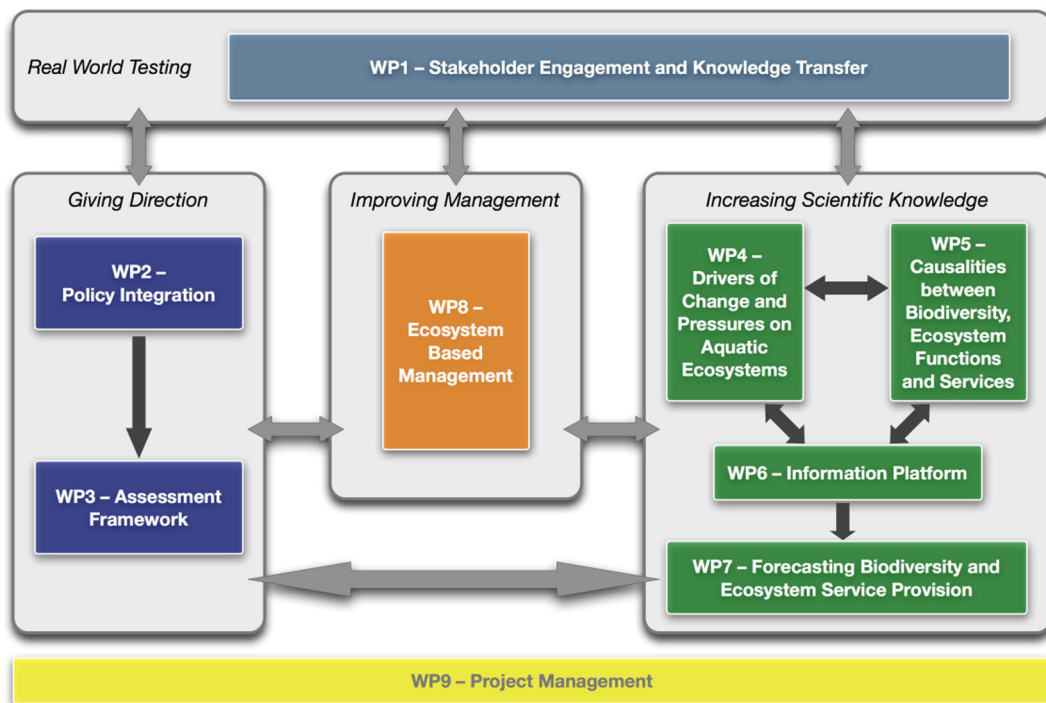 Real World Testing
WP1 – Stakeholder Engagement and Knowledge Transfer
Giving Direction
WP2 –
Policy Integration
WP3 – Assessment
Framework
Improving Management
WP8 –
Ecosystem
Based
Management
Increasing Scientific Knowledge
WP4 –
Drivers of
Change and
Pressures on
Aquatic
Ecosystems
WP5 –
Causalities
between
Biodiversity,
Ecosystem
Functions
and Services
WP6 – Information Platform
WP7 – Forecasting Biodiversity and
Ecosystem Service Provision
WP9 – Project Management